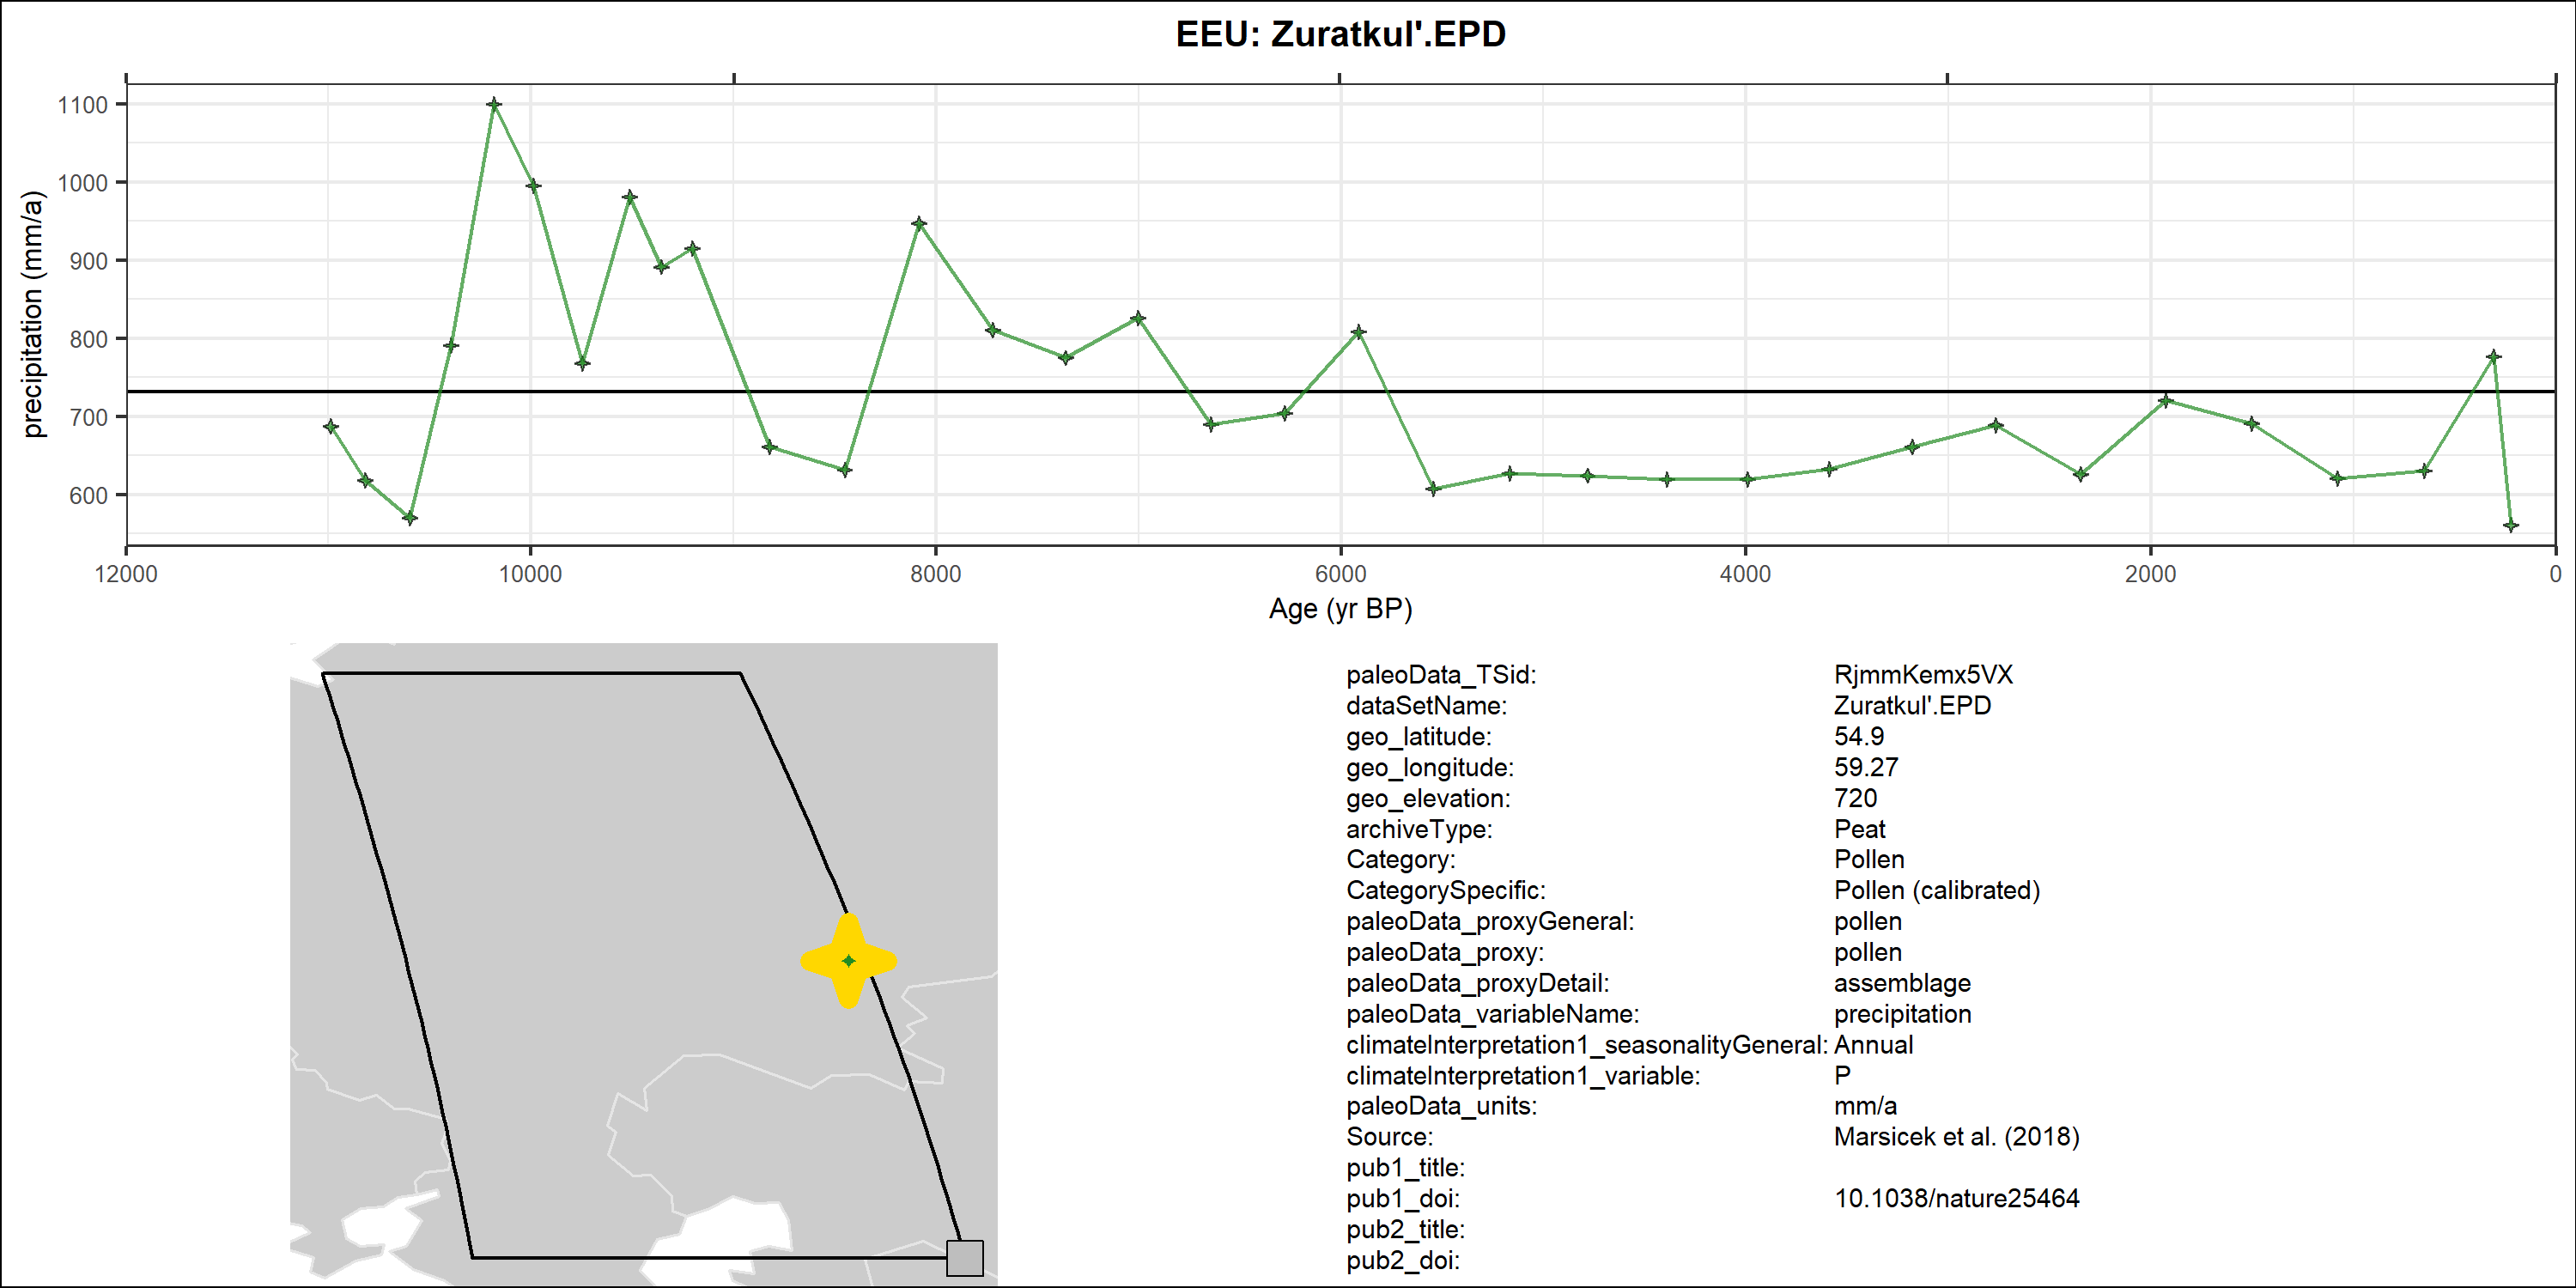 EEU: Zuratkul'.EPD
precipitation (mm/a)
1100
1000
900
800
700
600
12000 10000 8000 6000 4000 2000 0
Age (yr BP)
paleoData_TSid: RjmmKemx5VX
dataSetName: Zuratkul'.EPD
geo_latitude: 54.9
geo_longitude: 59.27
geo_elevation: 720
archiveType: Peat
Category: Pollen
CategorySpecific: Pollen (calibrated)
paleoData_proxyGeneral: pollen
paleoData_proxy: pollen
paleoData_proxyDetail: assemblage
paleoData_variableName: precipitation
climateInterpretation1_seasonalityGeneral: Annual
climateInterpretation1_variable: P
paleoData_units: mm/a
Source: Marsicek et al. (2018)
pub1_title:
pub1_doi: 10.1038/nature25464
pub2_title:
pub2_doi: